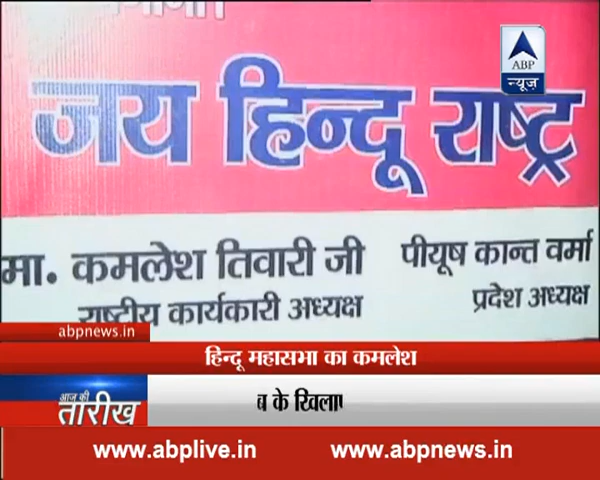 ABP
न्यूज़
जय हिन्दू राष्ट्र
मा. कमलेश तिवारी जी
राष्ट्रीय कार्यकारी अध्यक्ष
पीयूष कान्त वर्मा
प्रदेश अध्यक्ष
abpnews.in
हिन्दू महासभा का कमलेश
आज की
तारीख
के
www.abplive.in
www.abpnews.in